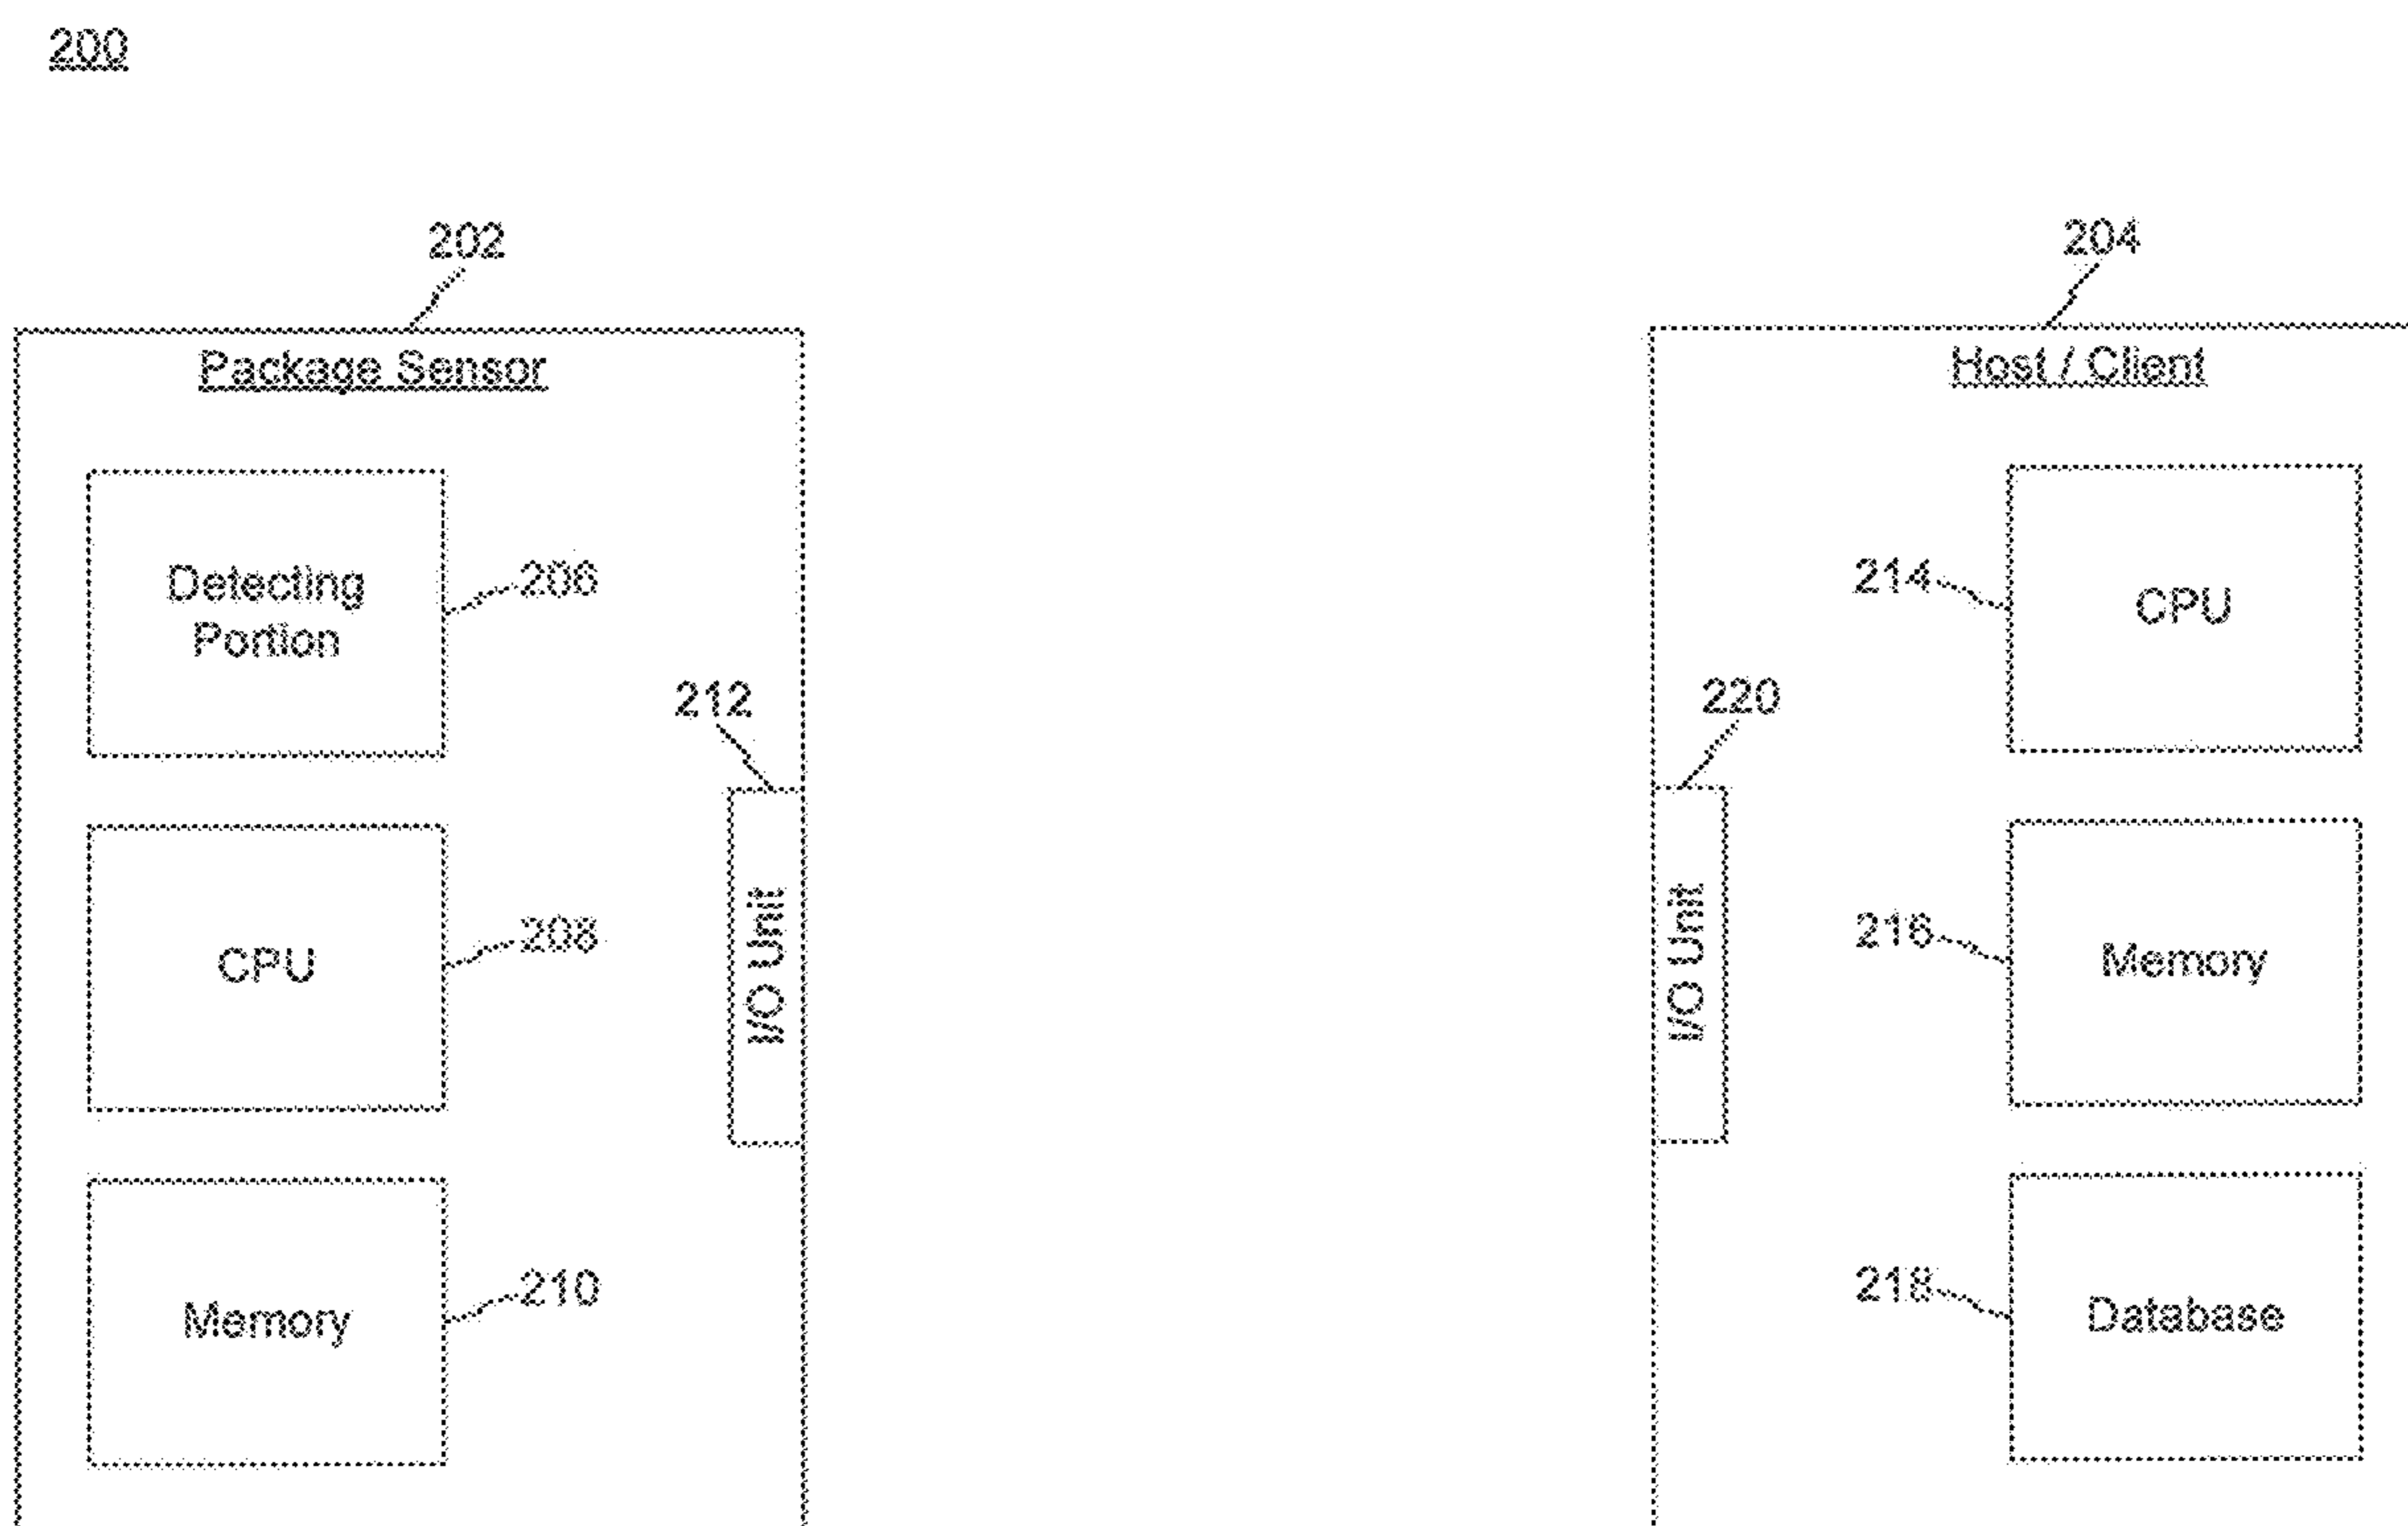 200
202
204
Package Sensor
Host / Client
Detecting
Portion
206
214
CPU
212
220
CPU
208
I/O Unit
I/O Unit
216
Memory
Memory
210
218
Database